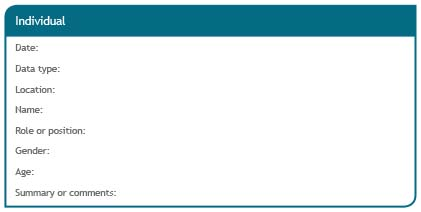 Individual
Date:
Data type:
Location:
Name:
Role or position:
Gender:
Age:
Summary or comments: